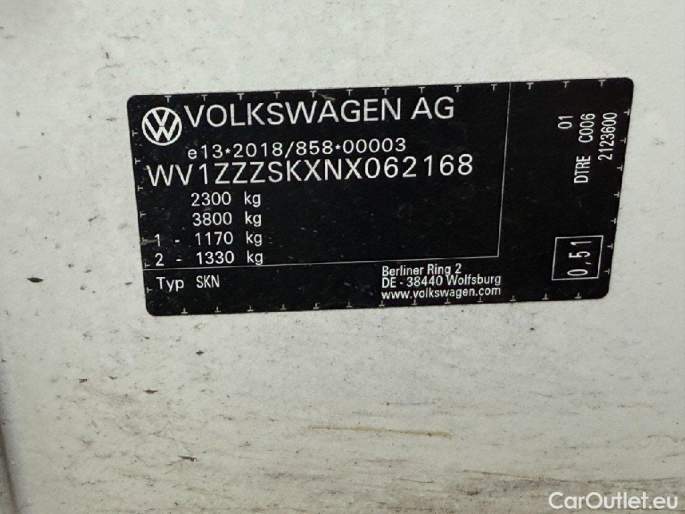 VOLKSWAGEN AG
e13*2018/858*00003
WV1ZZZSKXNX062168
2300 kg
3800 kg
1 - 1170 kg
2 - 1330 kg
Typ SKN
Berliner Ring 2
DE - 38440 Wolfsburg
www.volkswagen.com
01
DTRE C006
2123600
0,51
CarOutlet.eu